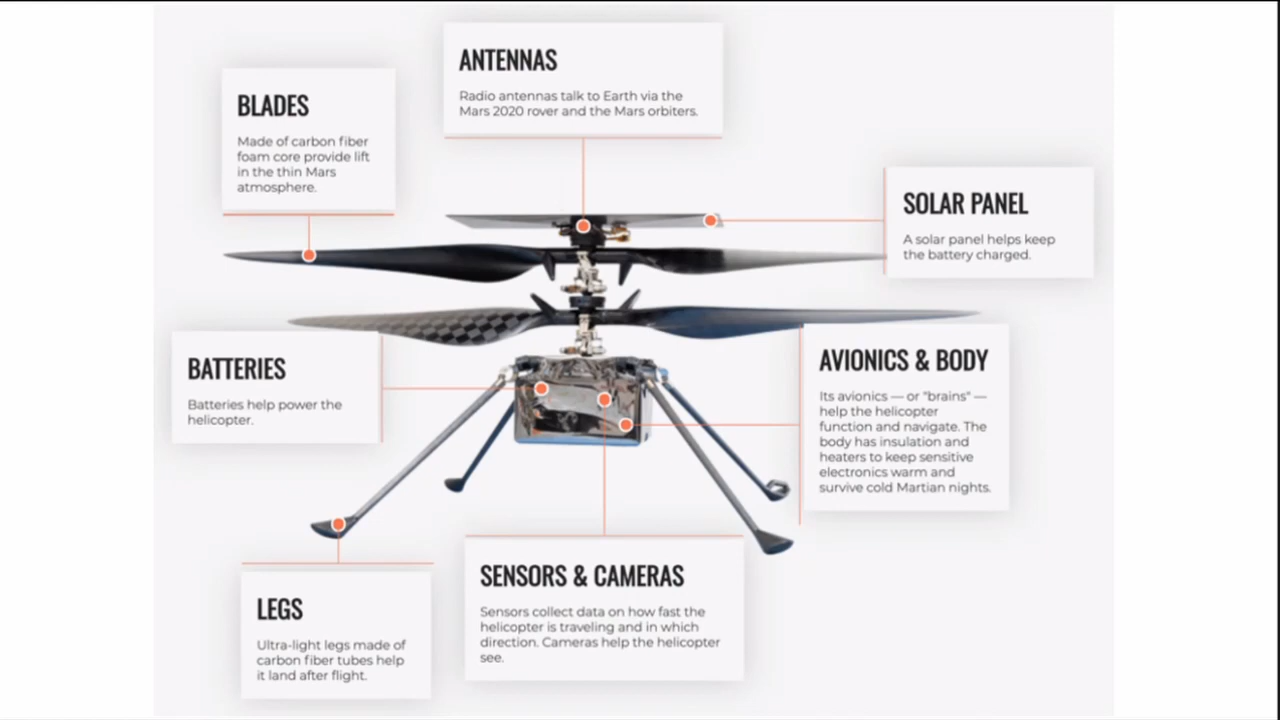 ANTENNAS
Radio antennas talk to Earth via the
Mars 2020 rover and the Mars orbiters.
BLADES
Made of carbon fiber
foam core provide lift
in the thin Mars
atmosphere.
SOLAR PANEL
A solar panel helps keep
the battery charged.
BATTERIES
Batteries help power the
helicopter.
AVIONICS & BODY
Its avionics — or "brains" —
help the helicopter
function and navigate. The
body has insulation and
heaters to keep sensitive
electronics warm and
survive cold Martian nights.
SENSORS & CAMERAS
Sensors collect data on how fast the
helicopter is traveling and in which
direction. Cameras help the helicopter
see.
LEGS
Ultra-light legs made of
carbon fiber tubes help
it land after flight.